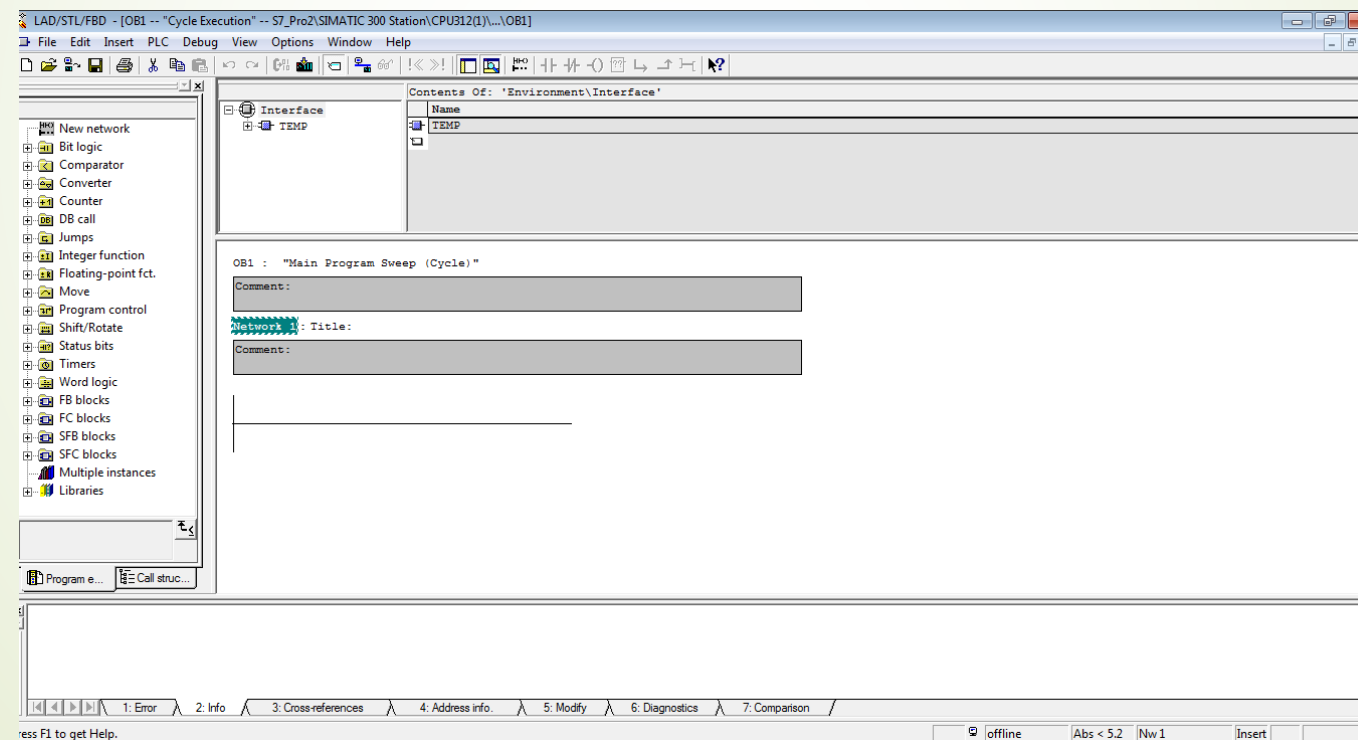 LAD/STL/FBD - [OB1 -- "Cycle Execution" -- S7_Pro2\SIMATIC 300 Station\CPU312(1)\...\OB1]
File Edit Insert PLC Debug View Options Window Help
Contents Of: 'Environment\Interface'
Interface
TEMP
Name
TEMP
New network
Bit logic
Comparator
Converter
Counter
DB call
Jumps
Integer function
Floating-point fct.
Move
Program control
Shift/Rotate
Status bits
Timers
Word logic
FB blocks
FC blocks
SFB blocks
SFC blocks
Multiple instances
Libraries
Program e... Call struc...
OB1 : "Main Program Sweep (Cycle)"
Comment:
Network 1: Title:
Comment:
1: Error 2: Info 3: Cross-references 4: Address info. 5: Modify 6: Diagnostics 7: Comparison
ress F1 to get Help. offline Abs < 5.2 Nw 1 Insert